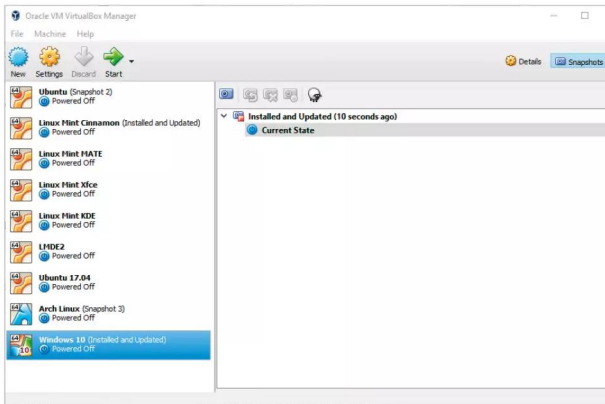 Oracle VM VirtualBox Manager
File Machine Help
New Settings Discard Start
Details Snapshots
Ubuntu (Snapshot 2)
Powered Off
Linux Mint Cinnamon (Installed and Updated)
Powered Off
Linux Mint MATE
Powered Off
Linux Mint Xfce
Powered Off
Linux Mint KDE
Powered Off
LMDE2
Powered Off
Ubuntu 17.04
Powered Off
Arch Linux (Snapshot 3)
Powered Off
Windows 10 (Installed and Updated)
Powered Off
Installed and Updated (10 seconds ago)
Current State